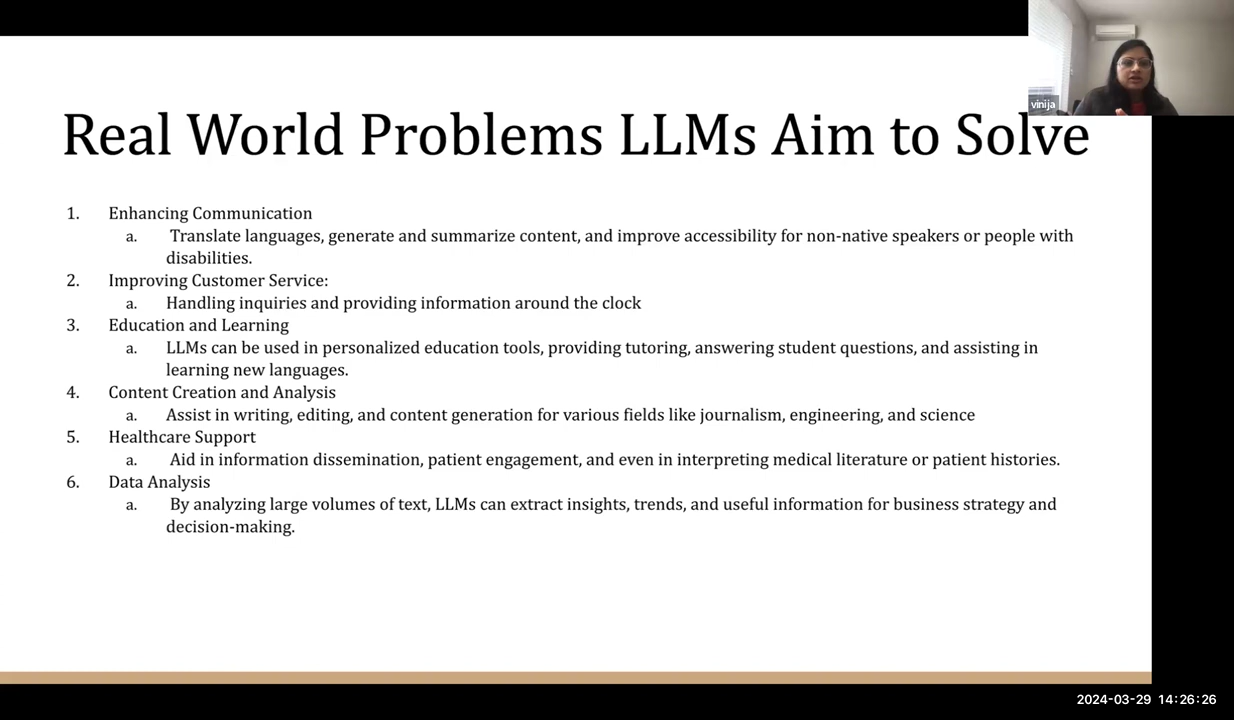 vinija
Real World Problems LLMs Aim to Solve
1. Enhancing Communication
a. Translate languages, generate and summarize content, and improve accessibility for non-native speakers or people with
disabilities.
2. Improving Customer Service:
a. Handling inquiries and providing information around the clock
3. Education and Learning
a. LLMs can be used in personalized education tools, providing tutoring, answering student questions, and assisting in
learning new languages.
4. Content Creation and Analysis
a. Assist in writing, editing, and content generation for various fields like journalism, engineering, and science
5. Healthcare Support
a. Aid in information dissemination, patient engagement, and even in interpreting medical literature or patient histories.
6. Data Analysis
a. By analyzing large volumes of text, LLMs can extract insights, trends, and useful information for business strategy and
decision-making.
2024-03-29 14:26:26